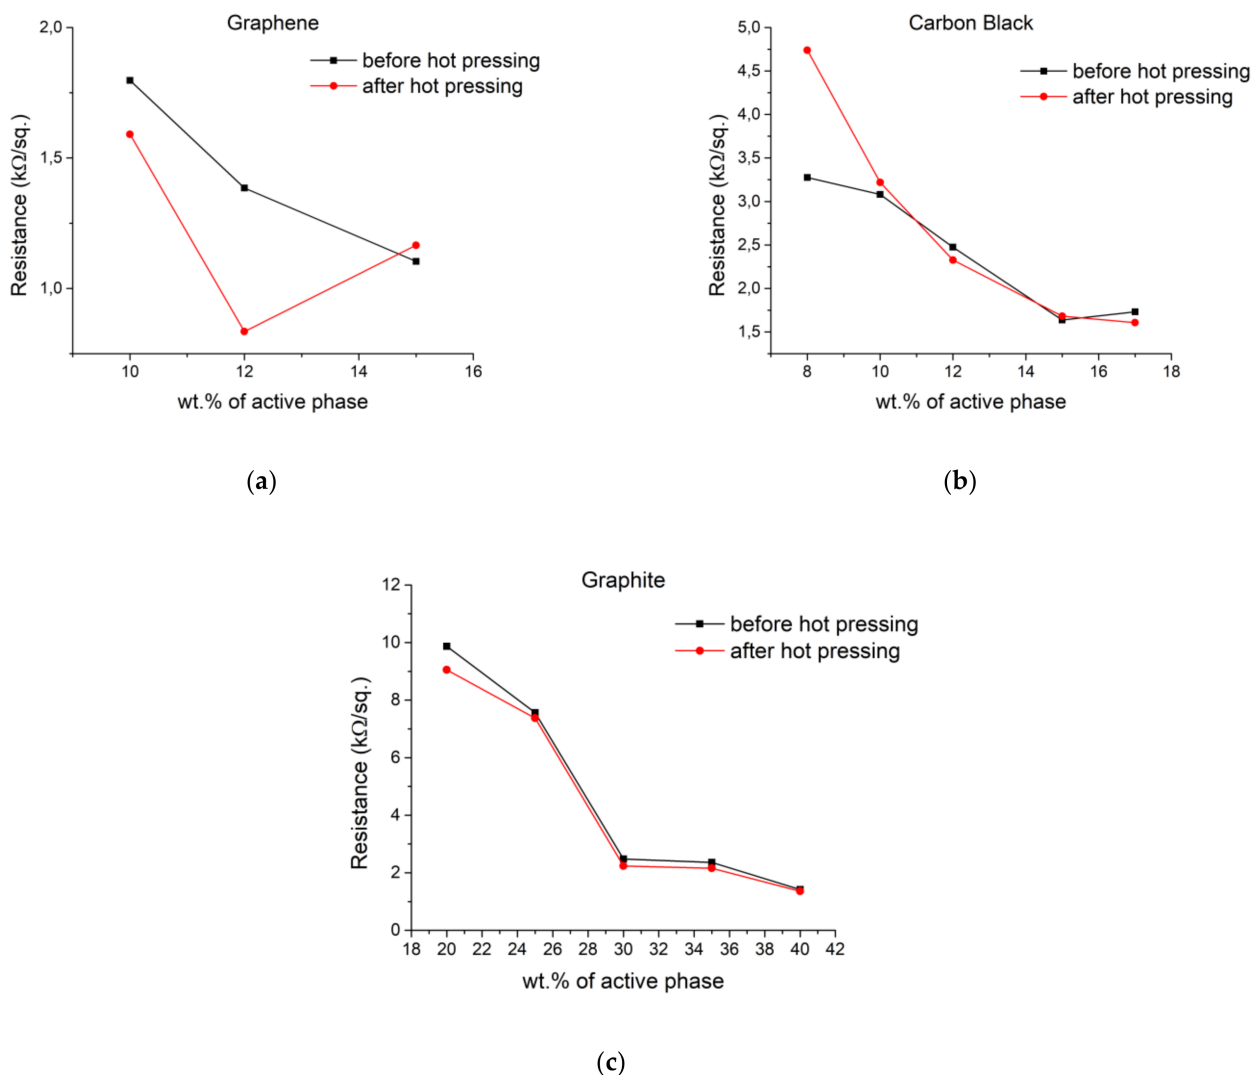 Graphene
before hot pressing
after hot pressing
Resistance (kΩ/sq.)
2,0
1,5
1,0
10 12 14 16
wt.% of active phase
(a)
Carbon Black
before hot pressing
after hot pressing
Resistance (kΩ/sq.)
5,0
4,5
4,0
3,5
3,0
2,5
2,0
1,5
8 10 12 14 16 18
wt.% of active phase
(b)
Graphite
before hot pressing
after hot pressing
Resistance (kΩ/sq.)
12
10
8
6
4
2
0
18 20 22 24 26 28 30 32 34 36 38 40 42
wt.% of active phase
(c)